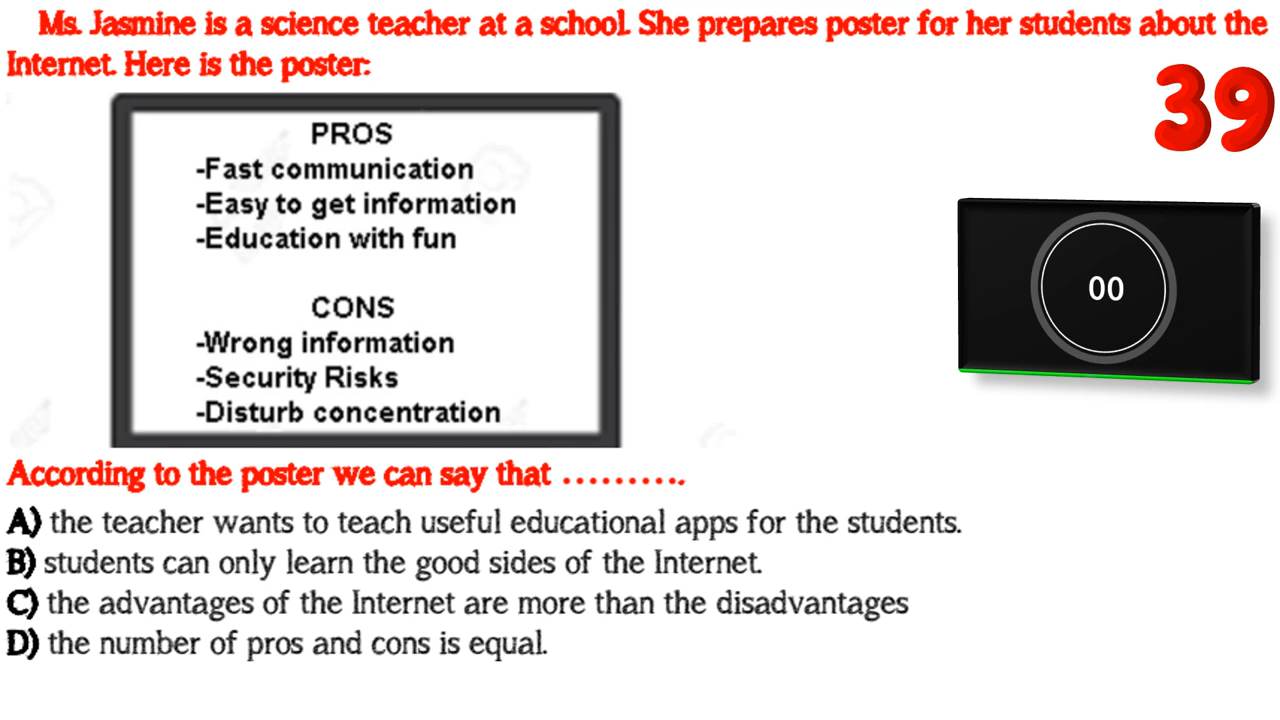 Ms. Jasmine is a science teacher at a school. She prepares poster for her students about the
Internet. Here is the poster:
39
PROS
-Fast communication
-Easy to get information
-Education with fun
00
CONS
-Wrong information
-Security Risks
-Disturb concentration
According to the poster we can say that ..........
A) the teacher wants to teach useful educational apps for the students.
B) students can only learn the good sides of the Internet.
C) the advantages of the Internet are more than the disadvantages
D) the number of pros and cons is equal.